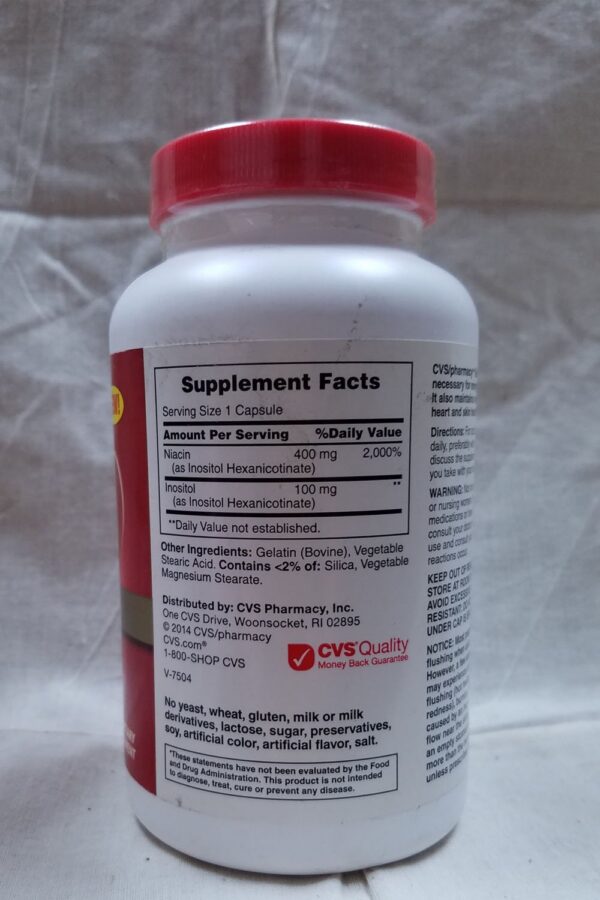 Supplement Facts
Serving Size 1 Capsule
Amount Per Serving %Daily Value
Niacin 400 mg 2,000%
(as Inositol Hexanicotinate)
Inositol 100 mg **
(as Inositol Hexanicotinate)
**Daily Value not established.
Other Ingredients: Gelatin (Bovine), Vegetable
Stearic Acid. Contains <2% of: Silica, Vegetable
Magnesium Stearate.
Distributed by: CVS Pharmacy, Inc.
One CVS Drive, Woonsocket, RI 02895
© 2014 CVS/pharmacy
CVS.com®
1-800-SHOP CVS
V-7504
CVS Quality
Money Back Guarantee
No yeast, wheat, gluten, milk or milk
derivatives, lactose, sugar, preservatives,
soy, artificial color, artificial flavor, salt.
*These statements have not been evaluated by the Food
and Drug Administration. This product is not intended
to diagnose, treat, cure or prevent any disease.
CVS/pharmacy
necessary for
It also maintains
heart and skin
Directions: For
daily, preferably
discuss the
you take with
WARNING:
or nursing
medications or
consult your
use and consult
reactions occur.
KEEP OUT OF
STORE AT
AVOID
RESISTANT.
UNDER CAP IS
NOTICE:
flushing
However, a few
may experience
flushing
redness),
caused by
flow near the
an empty
more than the
unless